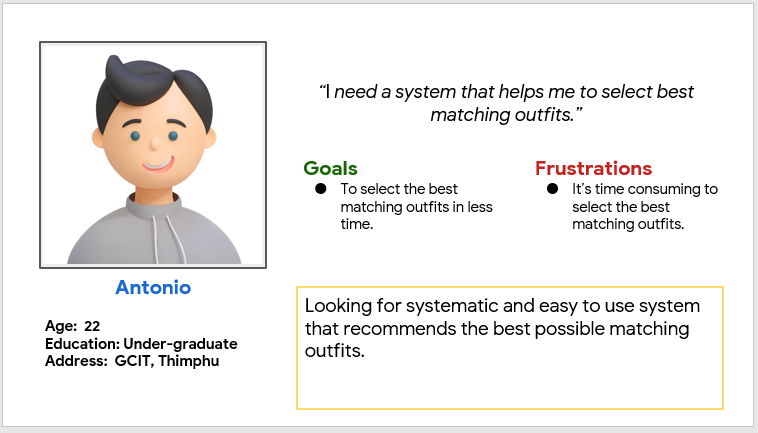 “I need a system that helps me to select best
matching outfits.”
Goals
● To select the best
matching outfits in less
time.
Frustrations
● It's time consuming to
select the best
matching outfits.
Antonio
Age: 22
Education: Under-graduate
Address: GCIT, Thimphu
Looking for systematic and easy to use system
that recommends the best possible matching
outfits.